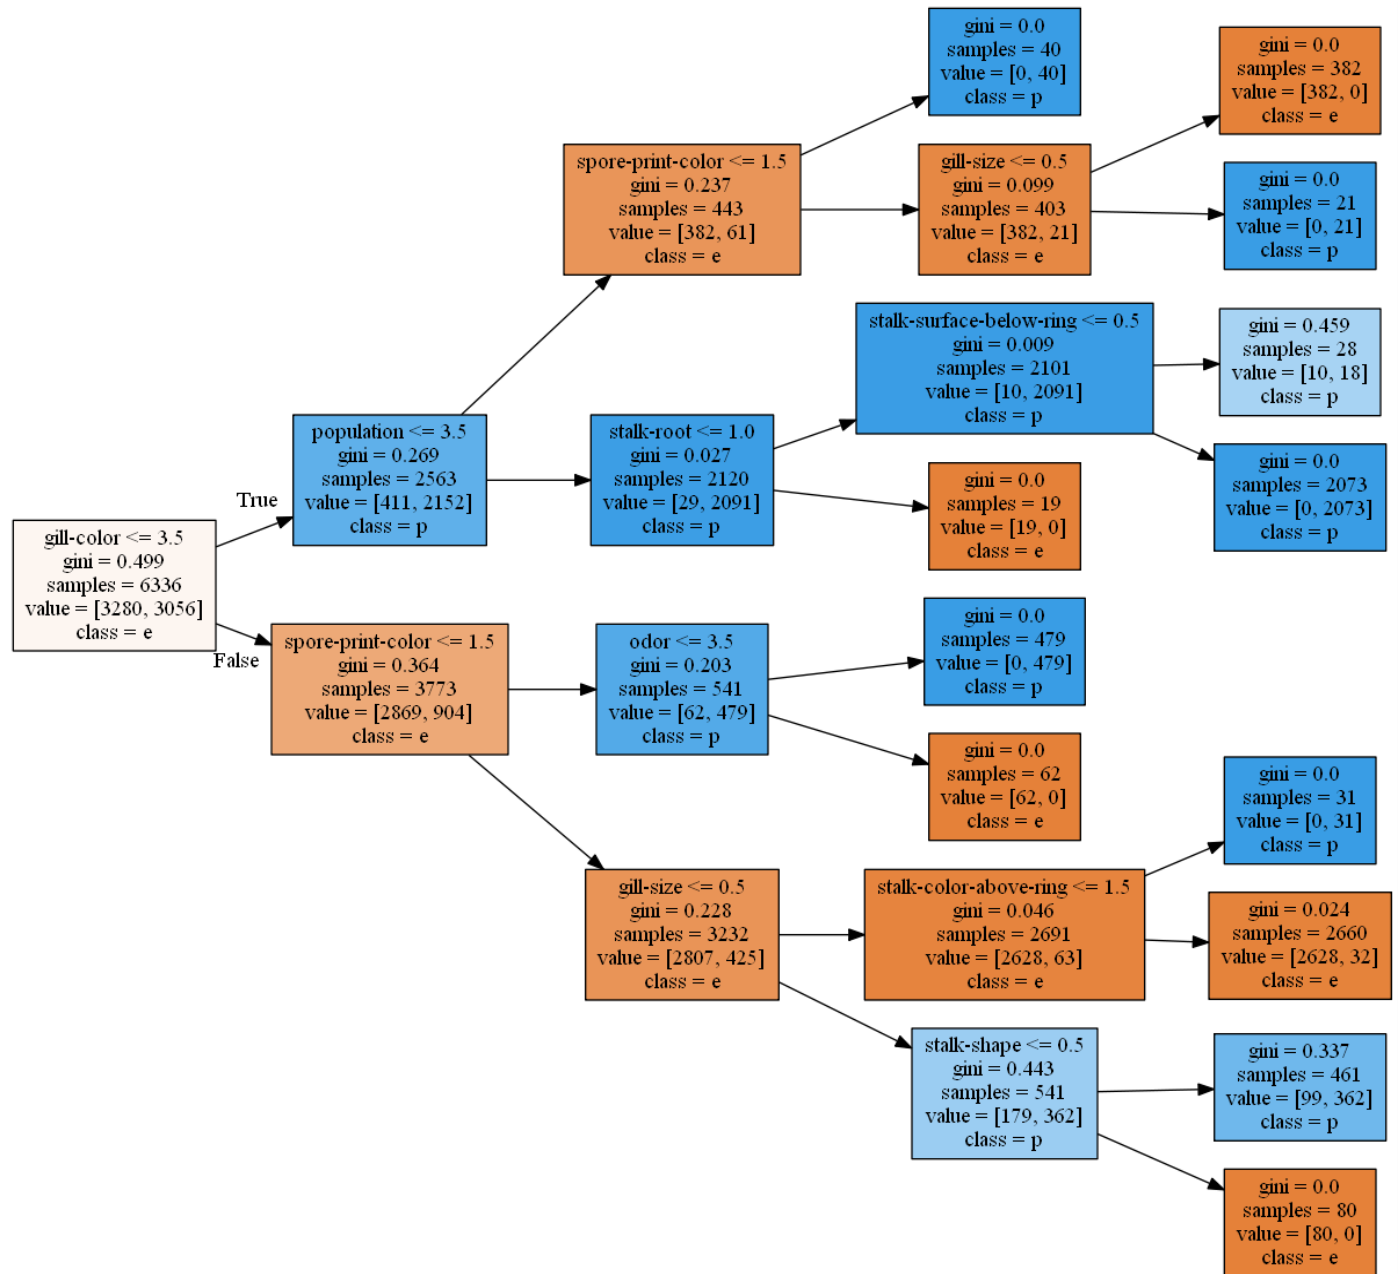 gini = 0.0
samples = 40
value = [0, 40]
class = p
gini = 0.0
samples = 382
value = [382, 0]
class = e
spore-print-color <= 1.5
gini = 0.237
samples = 443
value = [382, 61]
class = e
gill-size <= 0.5
gini = 0.099
samples = 403
value = [382, 21]
class = e
gini = 0.0
samples = 21
value = [0, 21]
class = p
stalk-surface-below-ring <= 0.5
gini = 0.009
samples = 2101
value = [10, 2091]
class = p
gini = 0.459
samples = 28
value = [10, 18]
class = p
population <= 3.5
gini = 0.269
samples = 2563
value = [411, 2152]
class = p
stalk-root <= 1.0
gini = 0.027
samples = 2120
value = [29, 2091]
class = p
gini = 0.0
samples = 2073
value = [0, 2073]
class = p
gini = 0.0
samples = 19
value = [19, 0]
class = e
True
gill-color <= 3.5
gini = 0.499
samples = 6336
value = [3280, 3056]
class = e
False
spore-print-color <= 1.5
gini = 0.364
samples = 3773
value = [2869, 904]
class = e
odor <= 3.5
gini = 0.203
samples = 541
value = [62, 479]
class = p
gini = 0.0
samples = 479
value = [0, 479]
class = p
gini = 0.0
samples = 62
value = [62, 0]
class = e
gini = 0.0
samples = 31
value = [0, 31]
class = p
gill-size <= 0.5
gini = 0.228
samples = 3232
value = [2807, 425]
class = e
stalk-color-above-ring <= 1.5
gini = 0.046
samples = 2691
value = [2628, 63]
class = e
gini = 0.024
samples = 2660
value = [2628, 32]
class = e
stalk-shape <= 0.5
gini = 0.443
samples = 541
value = [179, 362]
class = p
gini = 0.337
samples = 461
value = [99, 362]
class = p
gini = 0.0
samples = 80
value = [80, 0]
class = e